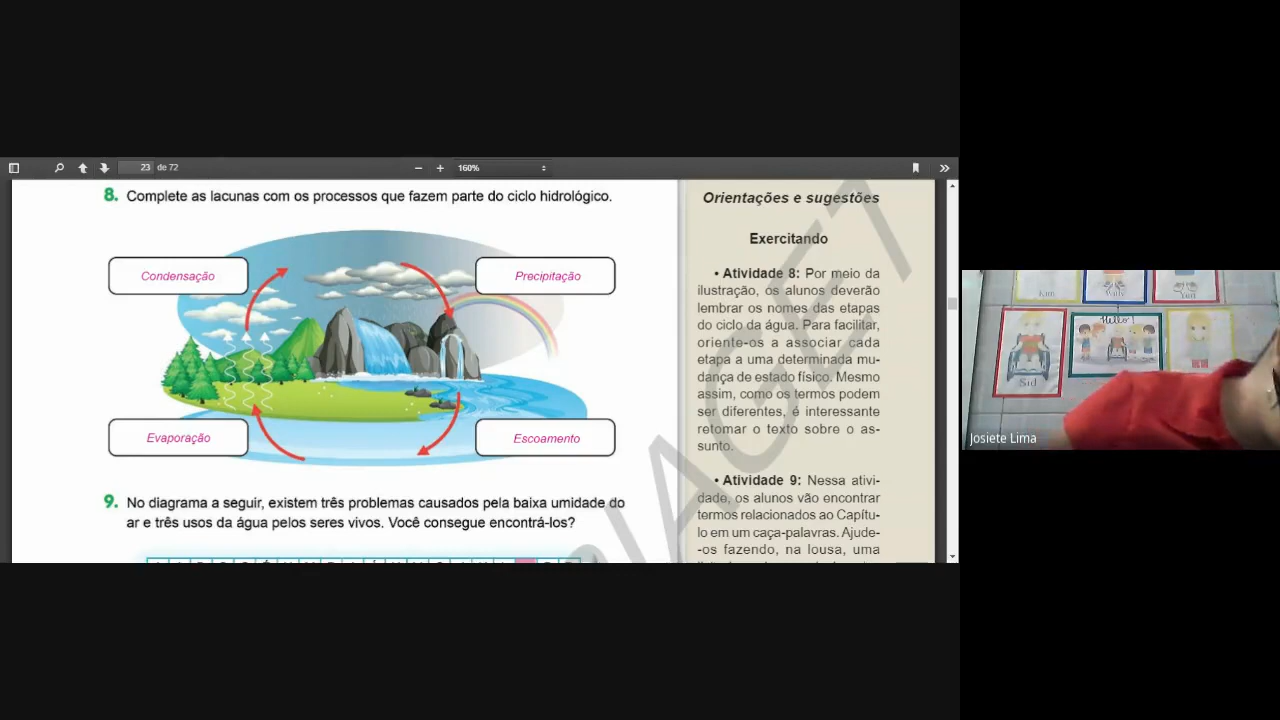 23 de 72
160%
8. Complete as lacunas com os processos que fazem parte do ciclo hidrológico.
Condensação
Precipitação
Evaporação
Escoamento
9. No diagrama a seguir, existem três problemas causados pela baixa umidade do
ar e três usos da água pelos seres vivos. Você consegue encontrá-los?
Orientações e sugestões
Exercitando
• Atividade 8: Por meio da
ilustração, os alunos deverão
lembrar os nomes das etapas
do ciclo da água. Para facilitar,
oriente-os a associar cada
etapa a uma determinada mu-
dança de estado físico. Mesmo
assim, como os termos podem
ser diferentes, é interessante
retomar o texto sobre o as-
sunto.
• Atividade 9: Nessa ativi-
dade, os alunos vão encontrar
termos relacionados ao Capítu-
lo em um caça-palavras. Ajude-
-os fazendo, na lousa, uma
Hello!
Sid
Josiete Lima